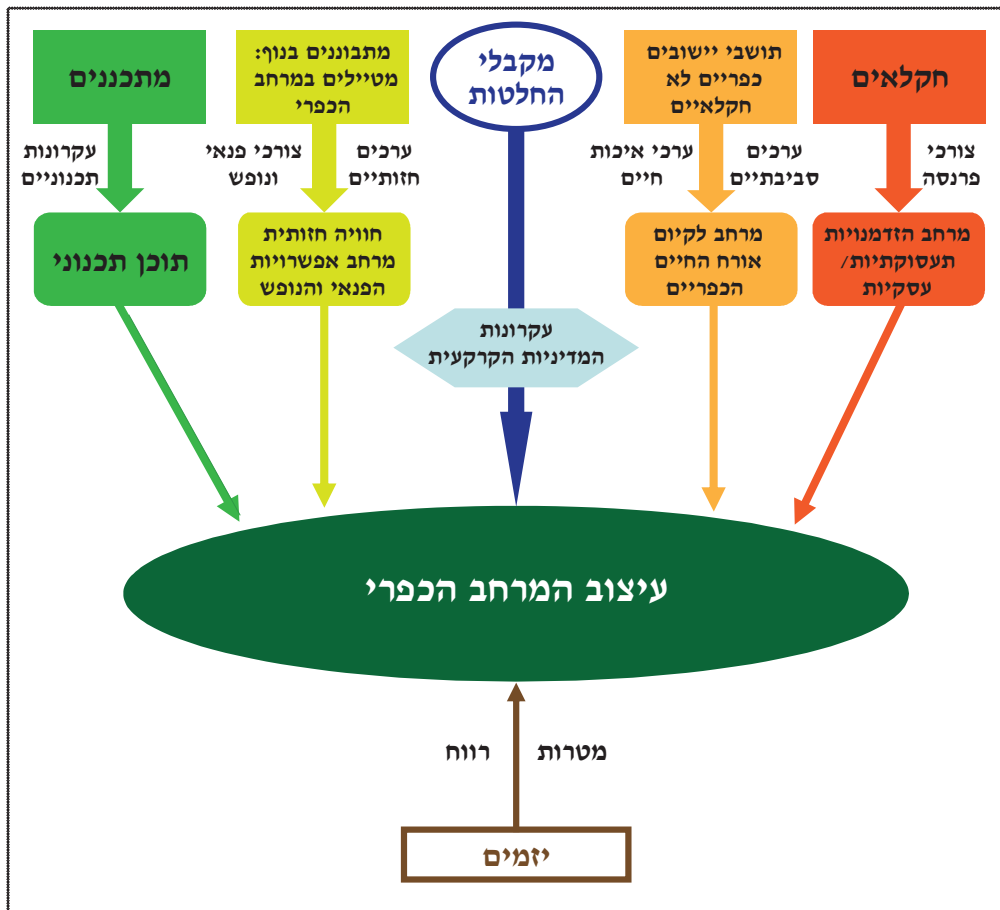 חקלאים
צורכי
פרנסה
מרחב הזדמנויות
תעסוקתיות/
עסקיות
תושבי יישובים
כפריים לא
חקלאיים
ערכים
סביבתיים
ערכי איכות
חיים
מרחב לקיום
אורח החיים
הכפריים
מקבלי
החלטות
עקרונות
המדיניות הקרקעית
מתבוננים בנוף:
מטיילים במרחב
הכפרי
ערכים
חזותיים
צורכי פנאי
ונופש
חוויה חזותית
מרחב אפשרויות
הפנאי והנופש
מתכננים
עקרונות
תכנוניים
תוכן תכנוני
עיצוב המרחב הכפרי
מטרות רווח
יזמים